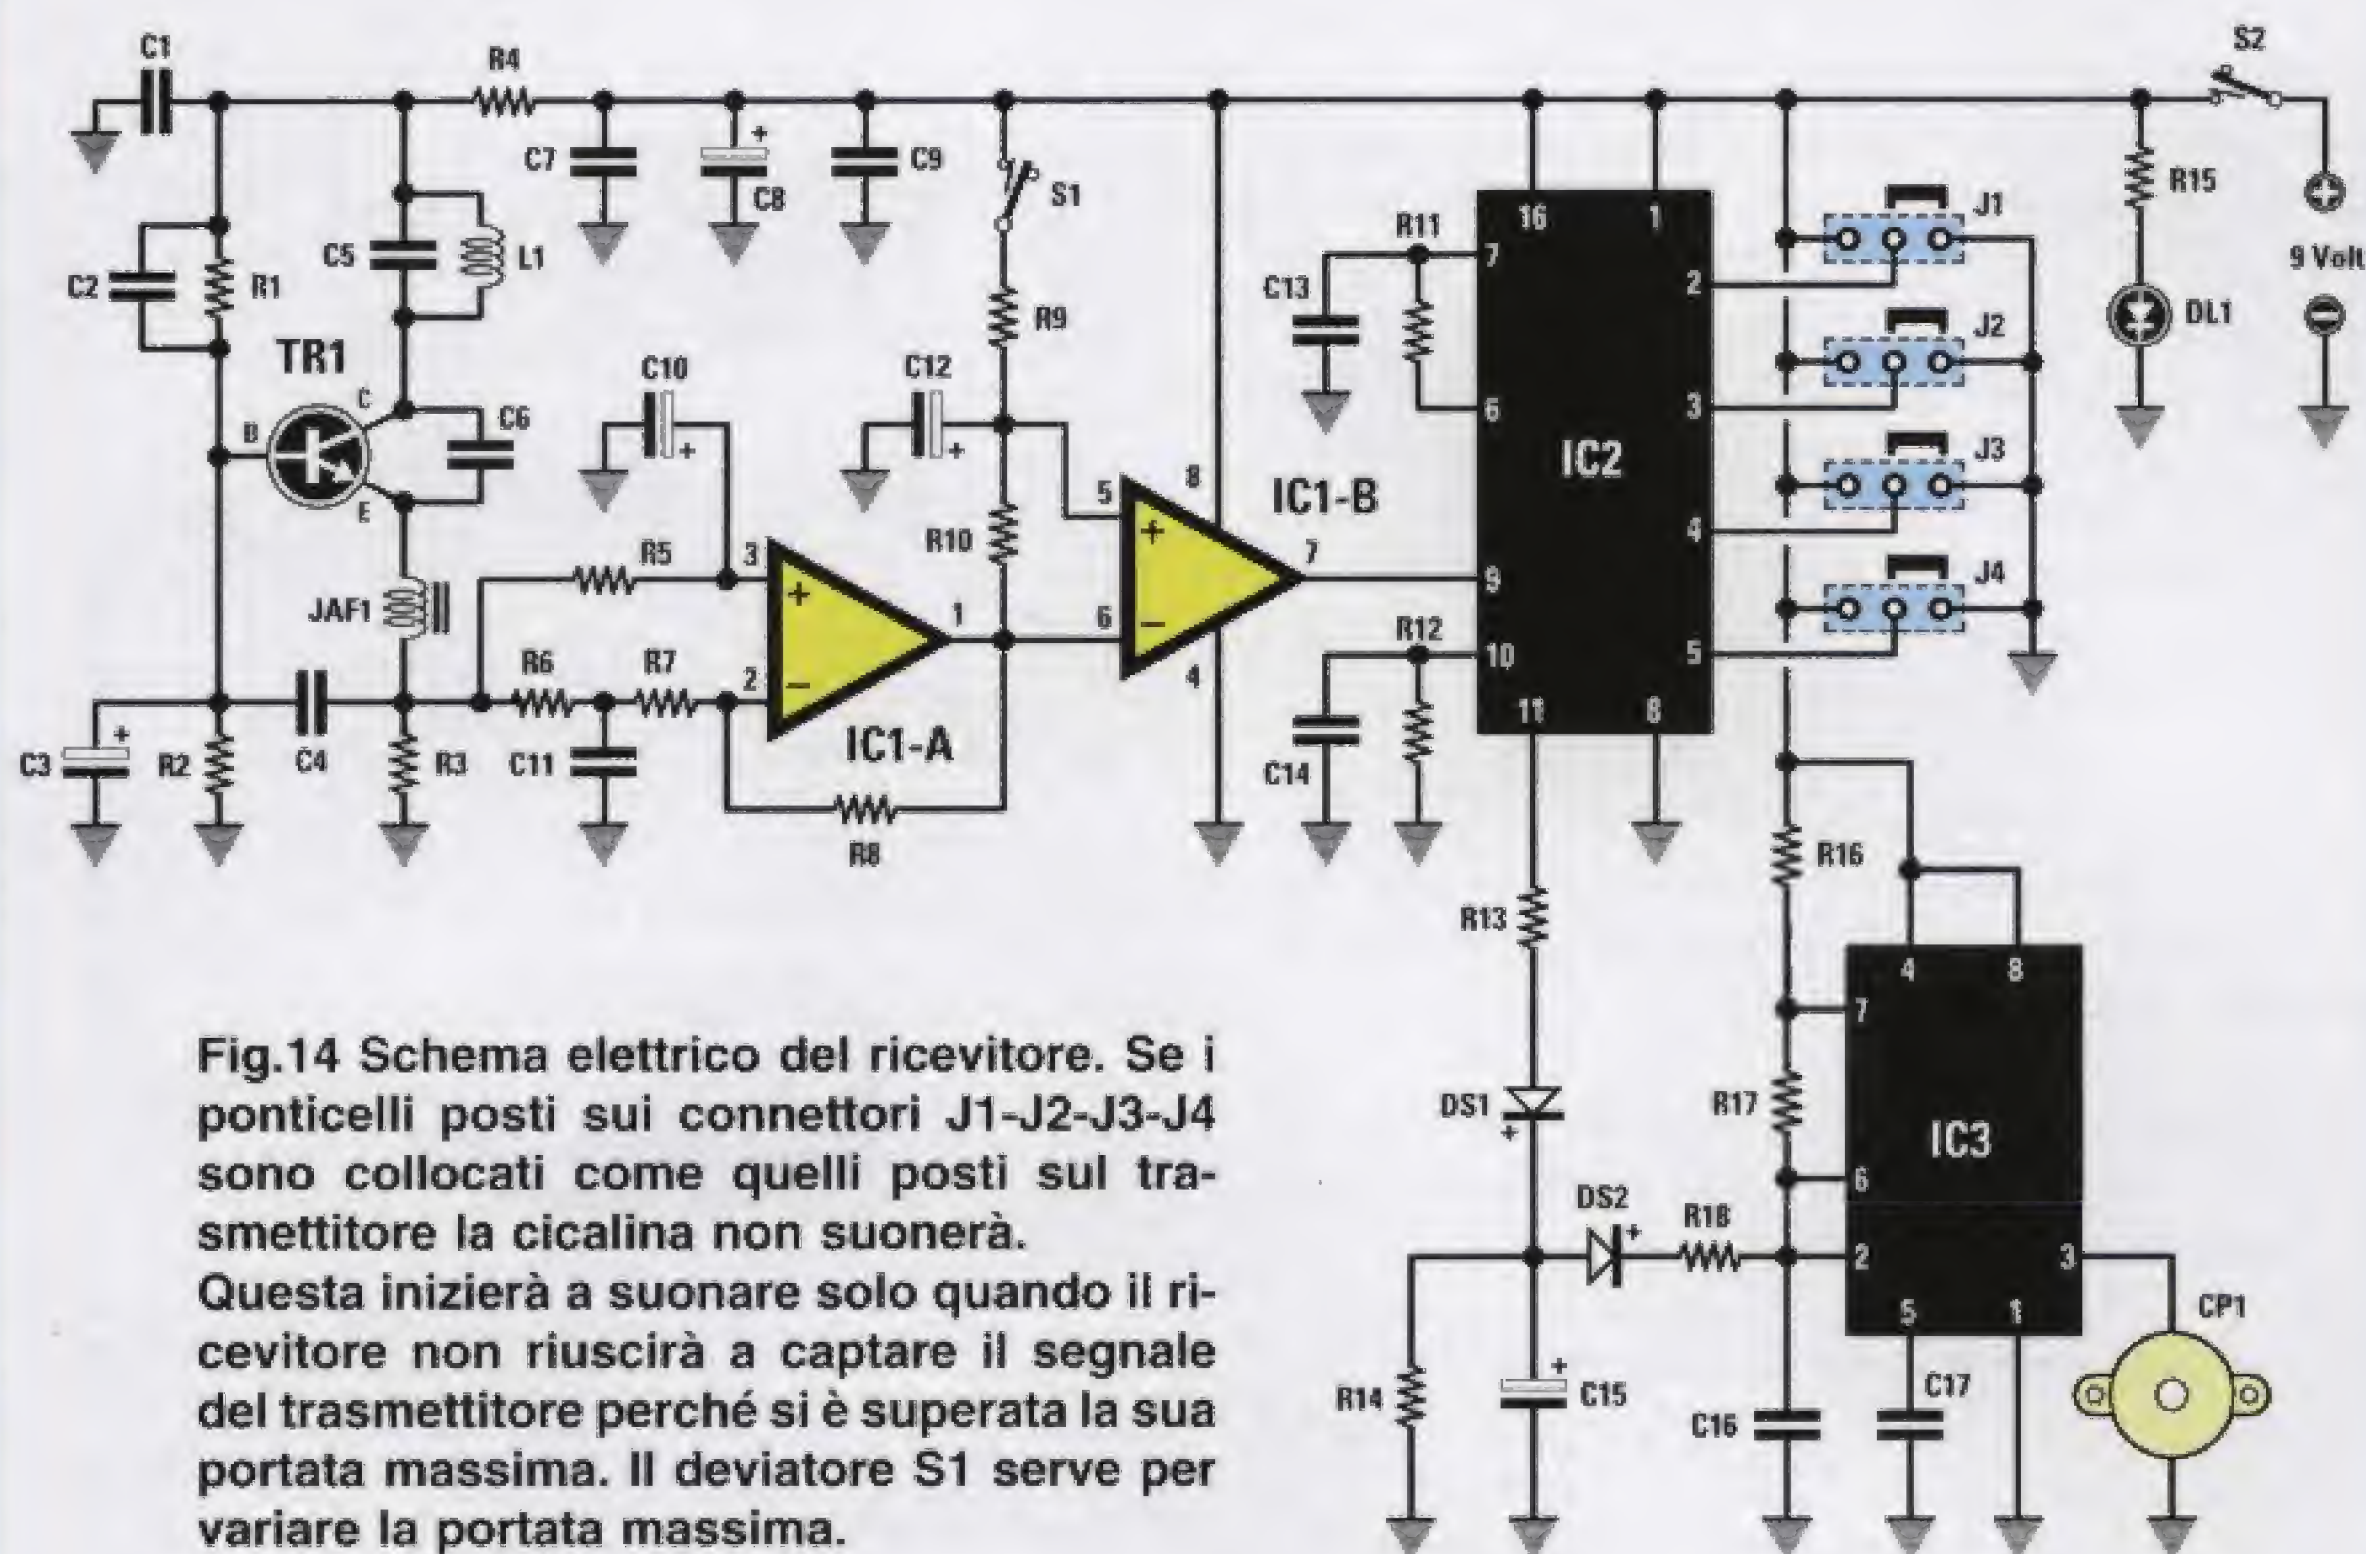 C1
R4
S2
C7
+
C8
C9
S1
R15
J1
9 Volt
DL1
C2
R1
C5
L1
R11
C13
7
16
1
2
J2
TR1
C
B
E
C6
C10
+
C12
+
R9
R10
6
IC2
3
J3
4
J4
5
JAF1
R5
3
+
2
−
1
IC1-A
R6
R7
5
+
6
−
8
4
7
IC1-B
9
R12
10
11
8
C3
+
R2
C4
R3
C11
R8
C14
R16
R13
4
8
7
DS1
+
R17
IC3
6
DS2
+
R18
2
3
5
1
CP1
R14
+
C15
C16
C17
Fig.14 Schema elettrico del ricevitore. Se i
ponticelli posti sui connettori J1-J2-J3-J4
sono collocati come quelli posti sul tra-
smettitore la cicalina non suonerà.
Questa inizierà a suonare solo quando il ri-
cevitore non riuscirà a captare il segnale
del trasmettitore perché si è superata la sua
portata massima. Il deviatore S1 serve per
variare la portata massima.